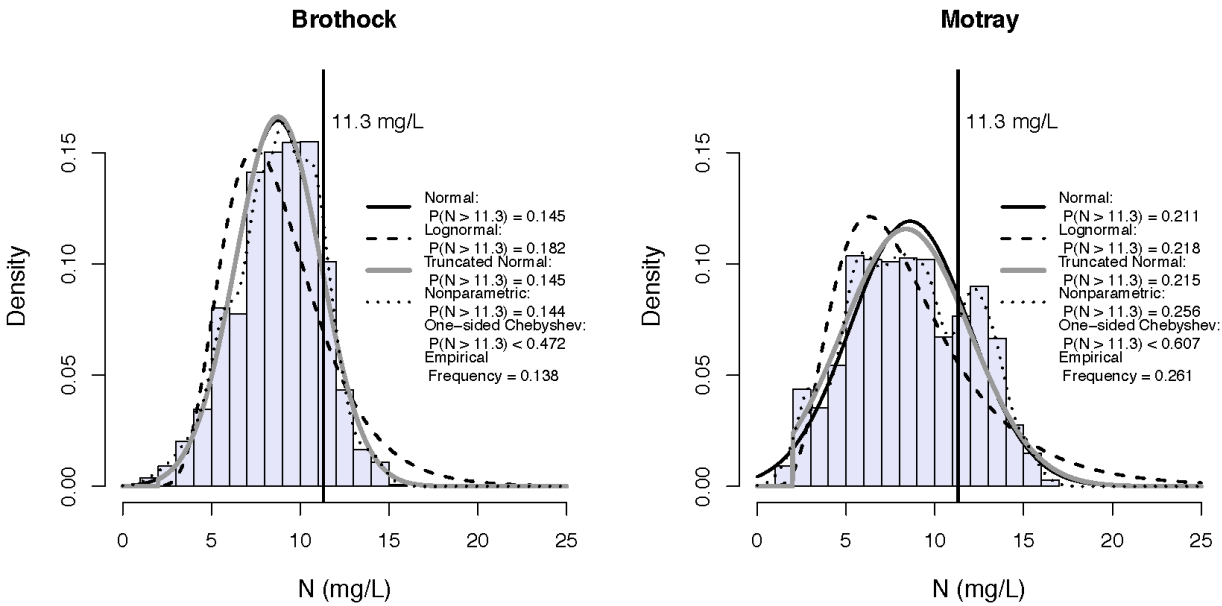 Brothock
11.3 mg/L
Normal:
P(N > 11.3) = 0.145
Lognormal:
P(N > 11.3) = 0.182
Truncated Normal:
P(N > 11.3) = 0.145
Nonparametric:
P(N > 11.3) = 0.144
One−sided Chebyshev:
P(N > 11.3) < 0.472
Empirical
Frequency = 0.138
Density
0.15
0.10
0.05
0.00
0 5 10 15 20 25
N (mg/L)
Motray
11.3 mg/L
Normal:
P(N > 11.3) = 0.211
Lognormal:
P(N > 11.3) = 0.218
Truncated Normal:
P(N > 11.3) = 0.215
Nonparametric:
P(N > 11.3) = 0.256
One−sided Chebyshev:
P(N > 11.3) < 0.607
Empirical
Frequency = 0.261
Density
0.15
0.10
0.05
0.00
0 5 10 15 20 25
N (mg/L)